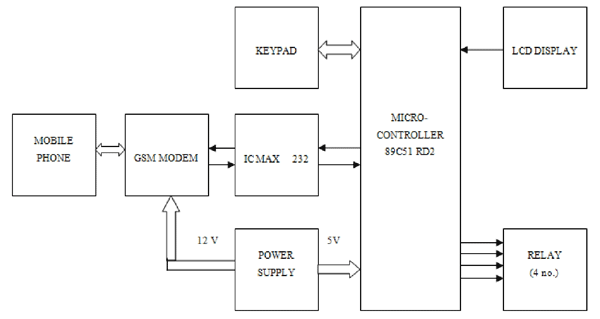 KEYPAD
LCD DISPLAY
MICRO-
CONTROLLER
89C51 RD2
MOBILE
PHONE
GSM MODEM
IC MAX 232
12 V
5V
POWER
SUPPLY
RELAY
(4 no.)